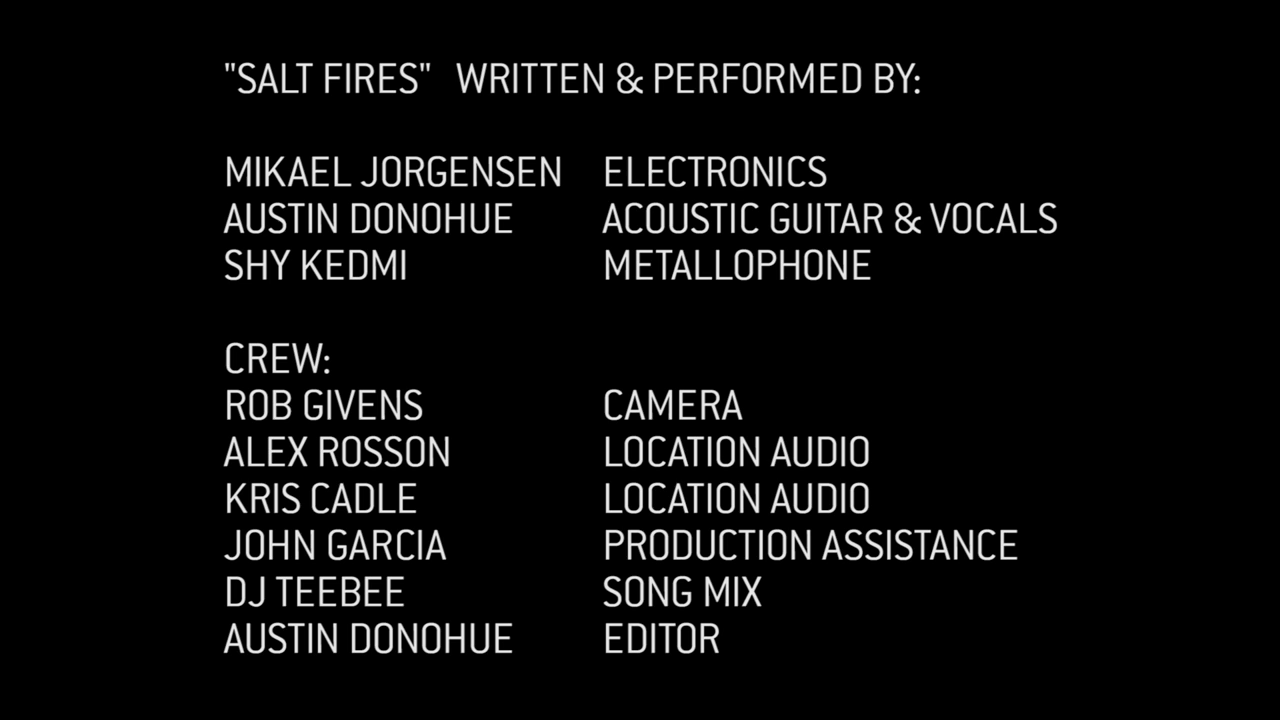 "SALT FIRES" WRITTEN & PERFORMED BY:
MIKAEL JORGENSEN ELECTRONICS
AUSTIN DONOHUE ACOUSTIC GUITAR & VOCALS
SHY KEDMI METALLOPHONE
CREW:
ROB GIVENS CAMERA
ALEX ROSSON LOCATION AUDIO
KRIS CADLE LOCATION AUDIO
JOHN GARCIA PRODUCTION ASSISTANCE
DJ TEEBEE SONG MIX
AUSTIN DONOHUE EDITOR